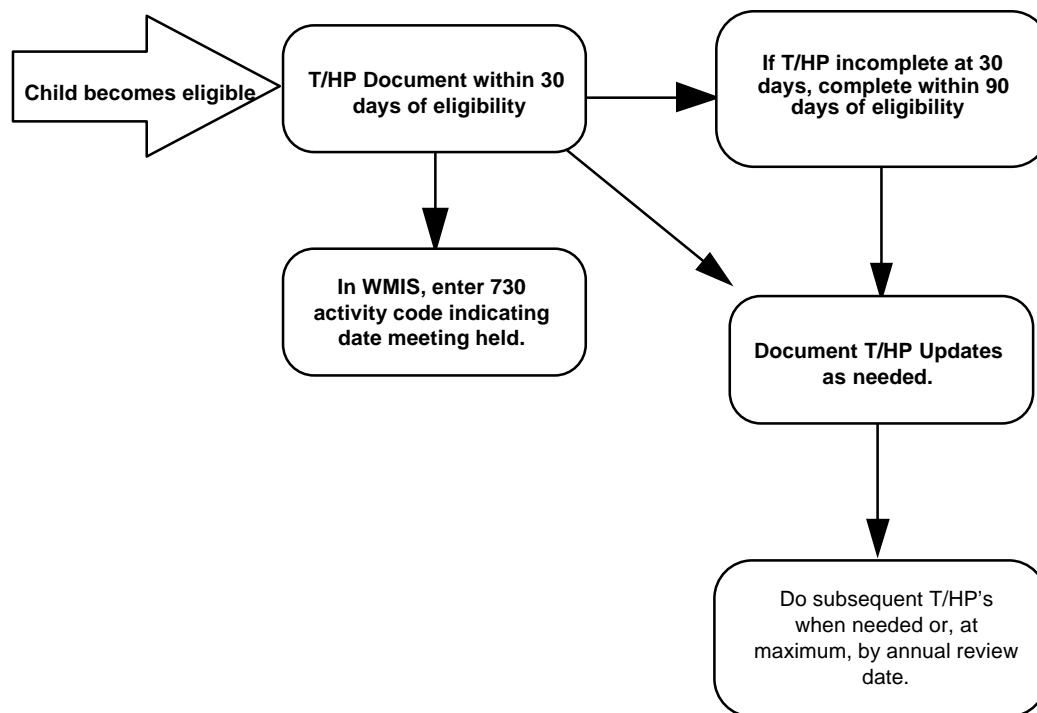 Child becomes eligible
T/HP Document within 30
days of eligibility
If T/HP incomplete at 30
days, complete within 90
days of eligibility
In WMIS, enter 730
activity code indicating
date meeting held.
Document T/HP Updates
as needed.
Do subsequent T/HP's
when needed or, at
maximum, by annual review
date.